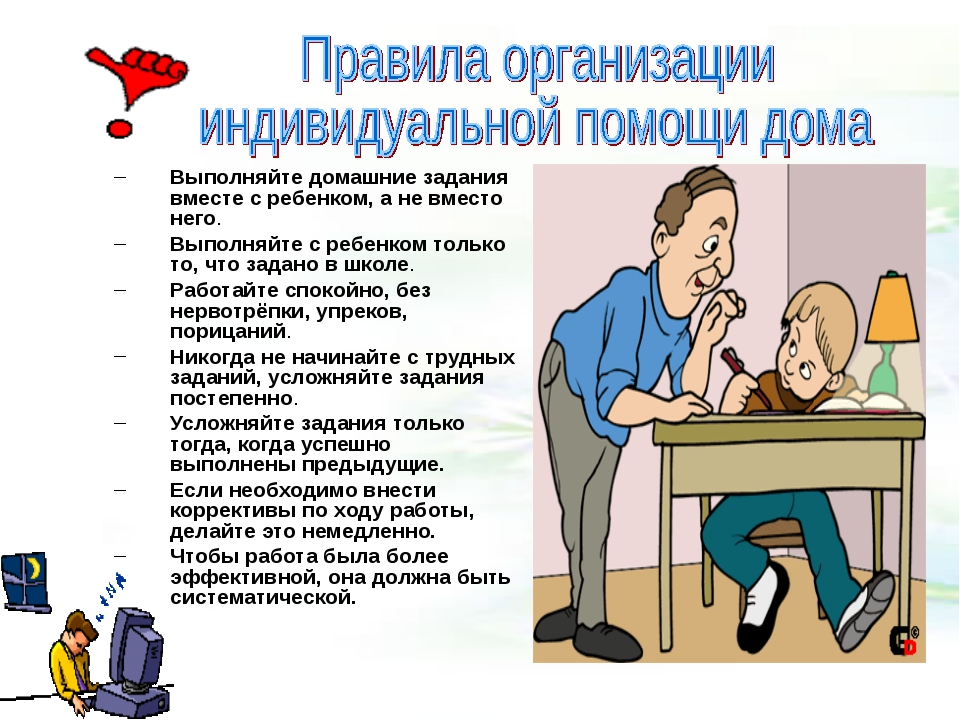 Правила организации
индивидуальной помощи дома
– Выполняйте домашние задания
вместе с ребенком, а не вместо
него.
– Выполняйте с ребенком только
то, что задано в школе.
– Работайте спокойно, без
нервотрёпки, упреков,
порицаний.
– Никогда не начинайте с трудных
заданий, усложняйте задания
постепенно.
– Усложняйте задания только
тогда, когда успешно
выполнены предыдущие.
– Если необходимо внести
коррективы по ходу работы,
делайте это немедленно.
– Чтобы работа была более
эффективной, она должна быть
систематической.